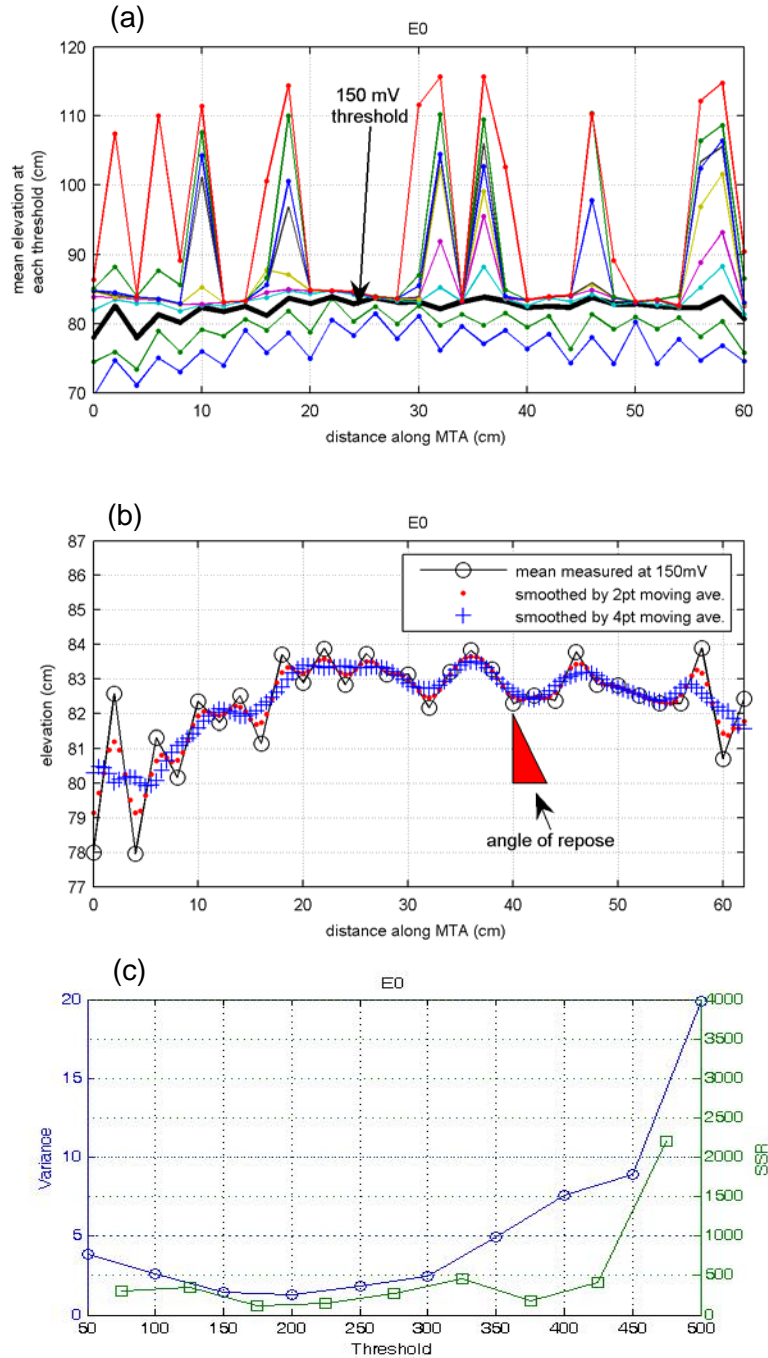 (a)
E0
120
110
100
90
80
70
mean elevation at
each threshold (cm)
150 mV
threshold
0 10 20 30 40 50 60
distance along MTA (cm)
(b)
E0
87
86
85
84
83
82
81
80
79
78
77
elevation (cm)
mean measured at 150mV
smoothed by 2pt moving ave.
smoothed by 4pt moving ave.
angle of repose
0 10 20 30 40 50 60
distance along MTA (cm)
(c)
E0
20
15
10
5
0
Variance
4000
3500
3000
2500
2000
1500
1000
500
0
SSR
50 100 150 200 250 300 350 400 450 500
Threshold